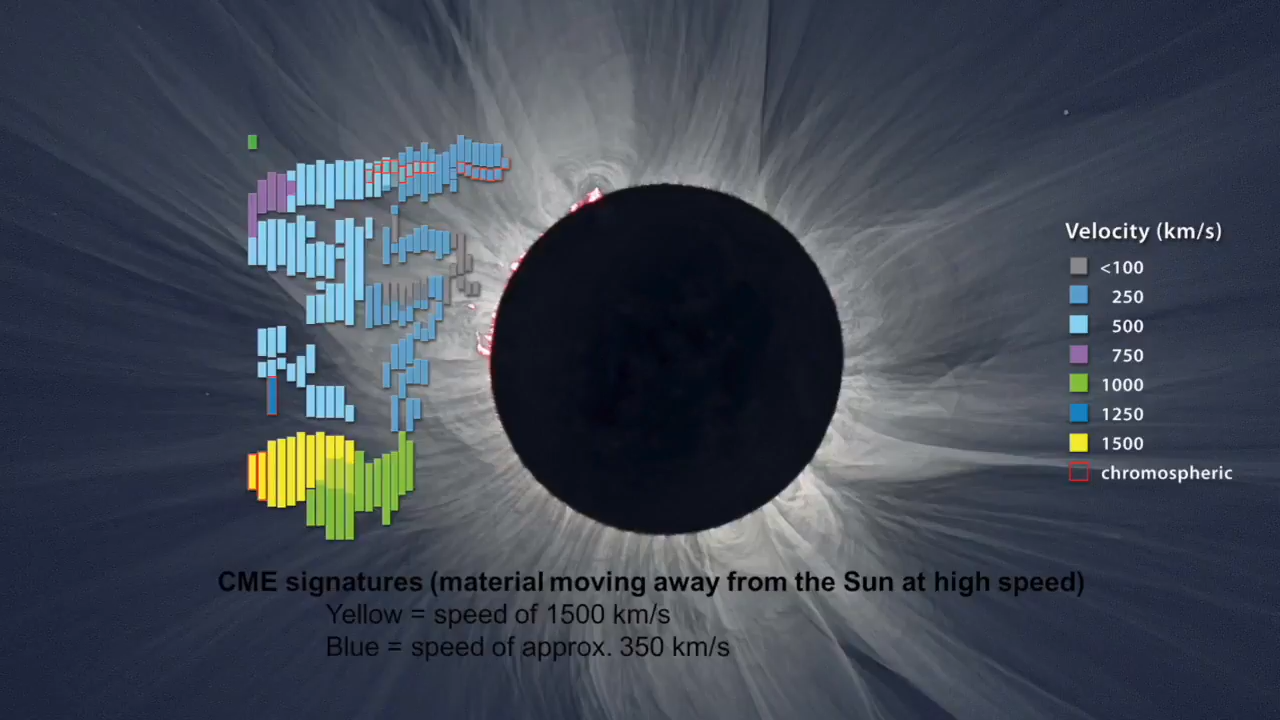 Velocity (km/s)
<100
250
500
750
1000
1250
1500
chromospheric
CME signatures (material moving away from the Sun at high speed)
Yellow = speed of 1500 km/s
Blue = speed of approx. 350 km/s